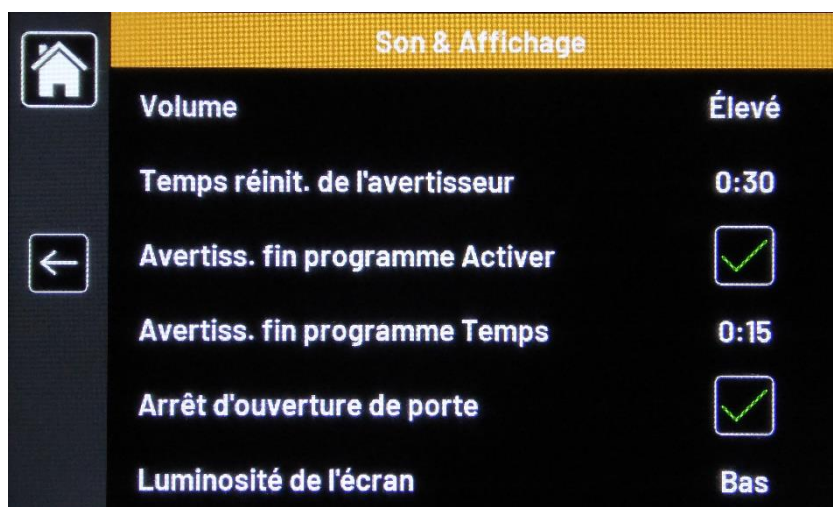 Son & Affichage
Volume Élevé
Temps réinit. de l'avertisseur 0:30
Avertiss. fin programme Activer
Avertiss. fin programme Temps 0:15
Arrêt d'ouverture de porte
Luminosité de l'écran Bas